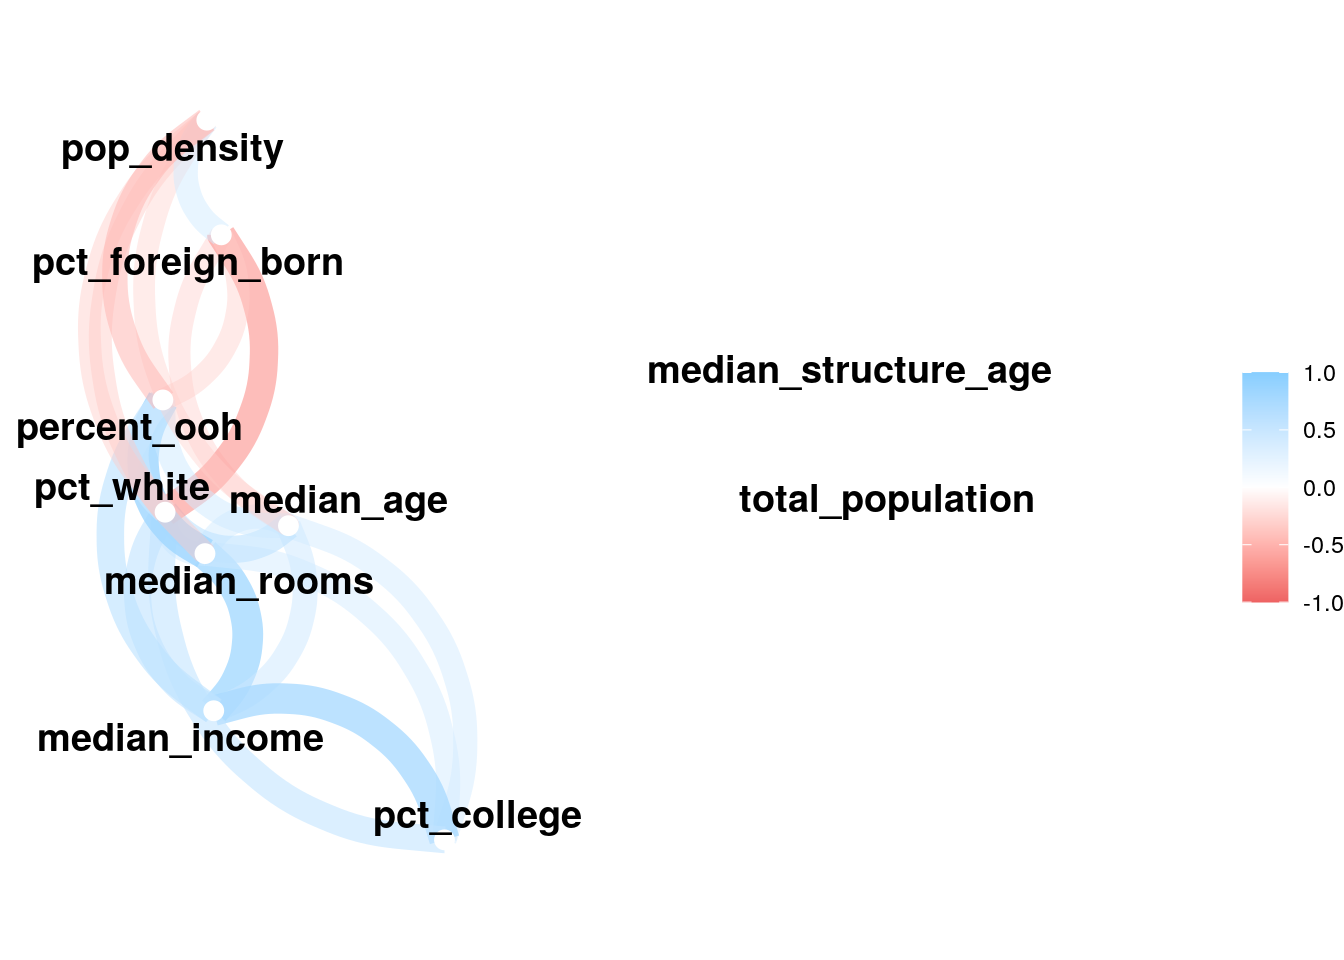 pop_density
pct_foreign_born
percent_ooh
pct_white
median_age
median_rooms
median_income
pct_college
median_structure_age
total_population
1.0
0.5
0.0
-0.5
-1.0